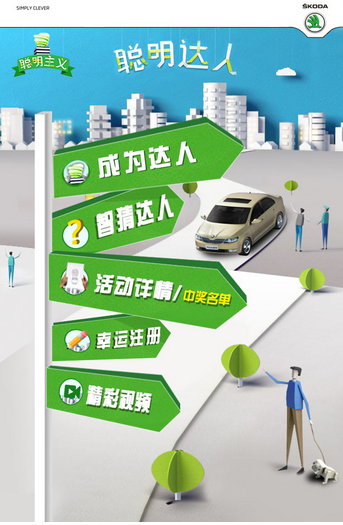 SIMPLY CLEVER
ŠKODA
聪明主义
聪明达人
成为达人
智猜达人
活动详情/中奖名单
幸运注册
精彩视频